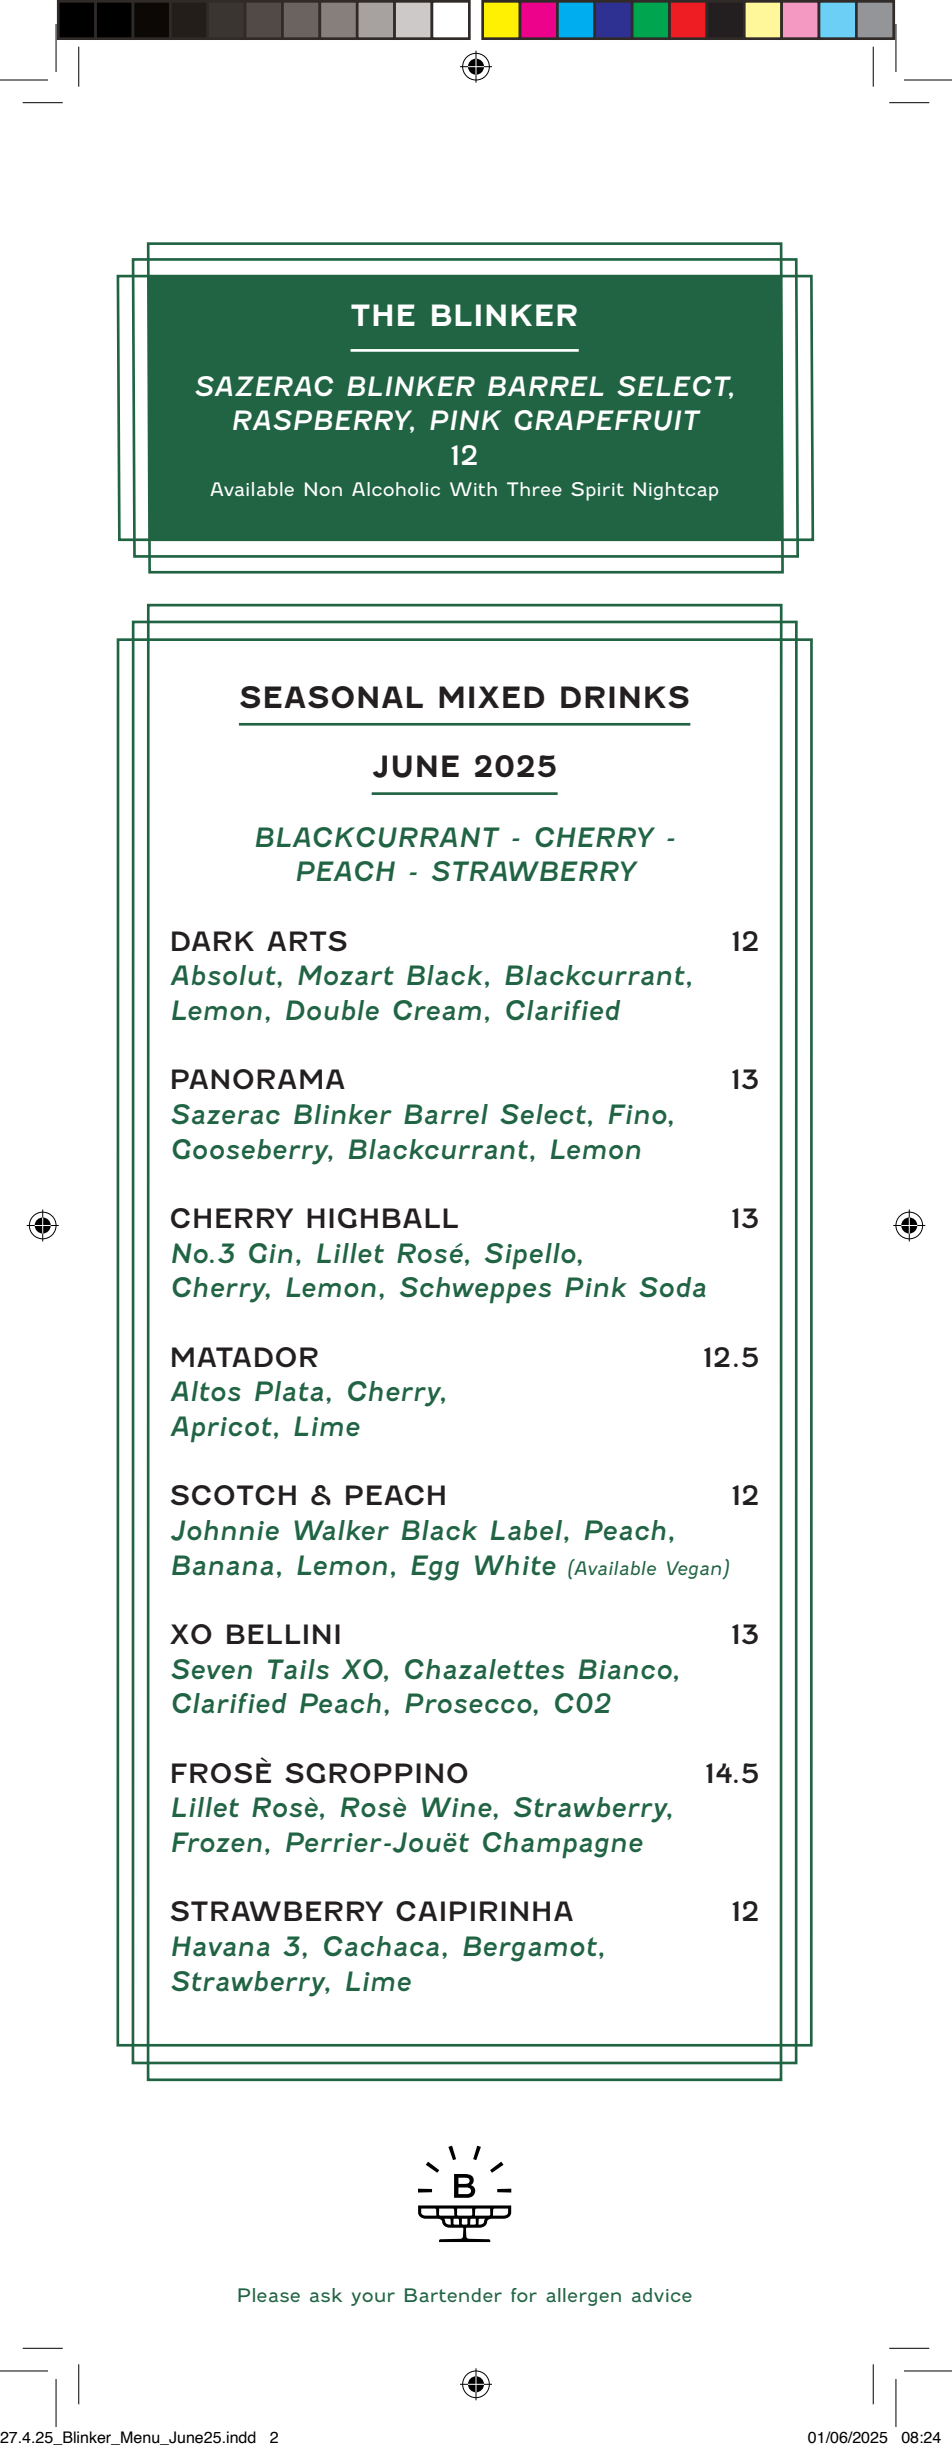 THE BLINKER
SAZERAC BLINKER BARREL SELECT,
RASPBERRY, PINK GRAPEFRUIT
12
Available Non Alcoholic With Three Spirit Nightcap
SEASONAL MIXED DRINKS
JUNE 2025
BLACKCURRANT - CHERRY -
PEACH - STRAWBERRY
DARK ARTS 12
Absolut, Mozart Black, Blackcurrant,
Lemon, Double Cream, Clarified
PANORAMA 13
Sazerac Blinker Barrel Select, Fino,
Gooseberry, Blackcurrant, Lemon
CHERRY HIGHBALL 13
No.3 Gin, Lillet Rosé, Sipello,
Cherry, Lemon, Schweppes Pink Soda
MATADOR 12.5
Altos Plata, Cherry,
Apricot, Lime
SCOTCH & PEACH 12
Johnnie Walker Black Label, Peach,
Banana, Lemon, Egg White (Available Vegan)
XO BELLINI 13
Seven Tails XO, Chazalettes Bianco,
Clarified Peach, Prosecco, C02
FROSÈ SGROPPINO 14.5
Lillet Rosè, Rosè Wine, Strawberry,
Frozen, Perrier-Jouët Champagne
STRAWBERRY CAIPIRINHA 12
Havana 3, Cachaca, Bergamot,
Strawberry, Lime
B
Please ask your Bartender for allergen advice
27.4.25_Blinker_Menu_June25.indd 2 01/06/2025 08:24